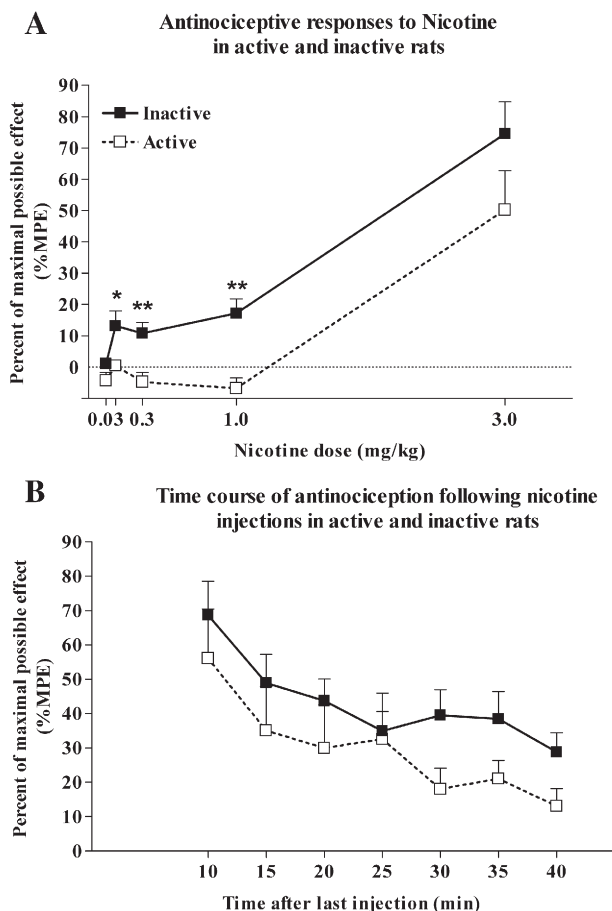 A
Antinociceptive responses to Nicotine
in active and inactive rats
Percent of maximal possible effect
(%MPE)
90
80
70
60
50
40
30
20
10
0
Inactive
Active
*
**
**
0.03
0.3
1.0
3.0
Nicotine dose (mg/kg)
B
Time course of antinociception following nicotine
injections in active and inactive rats
Percent of maximal possible effect
(%MPE)
90
80
70
60
50
40
30
20
10
0
10
15
20
25
30
35
40
Time after last injection (min)